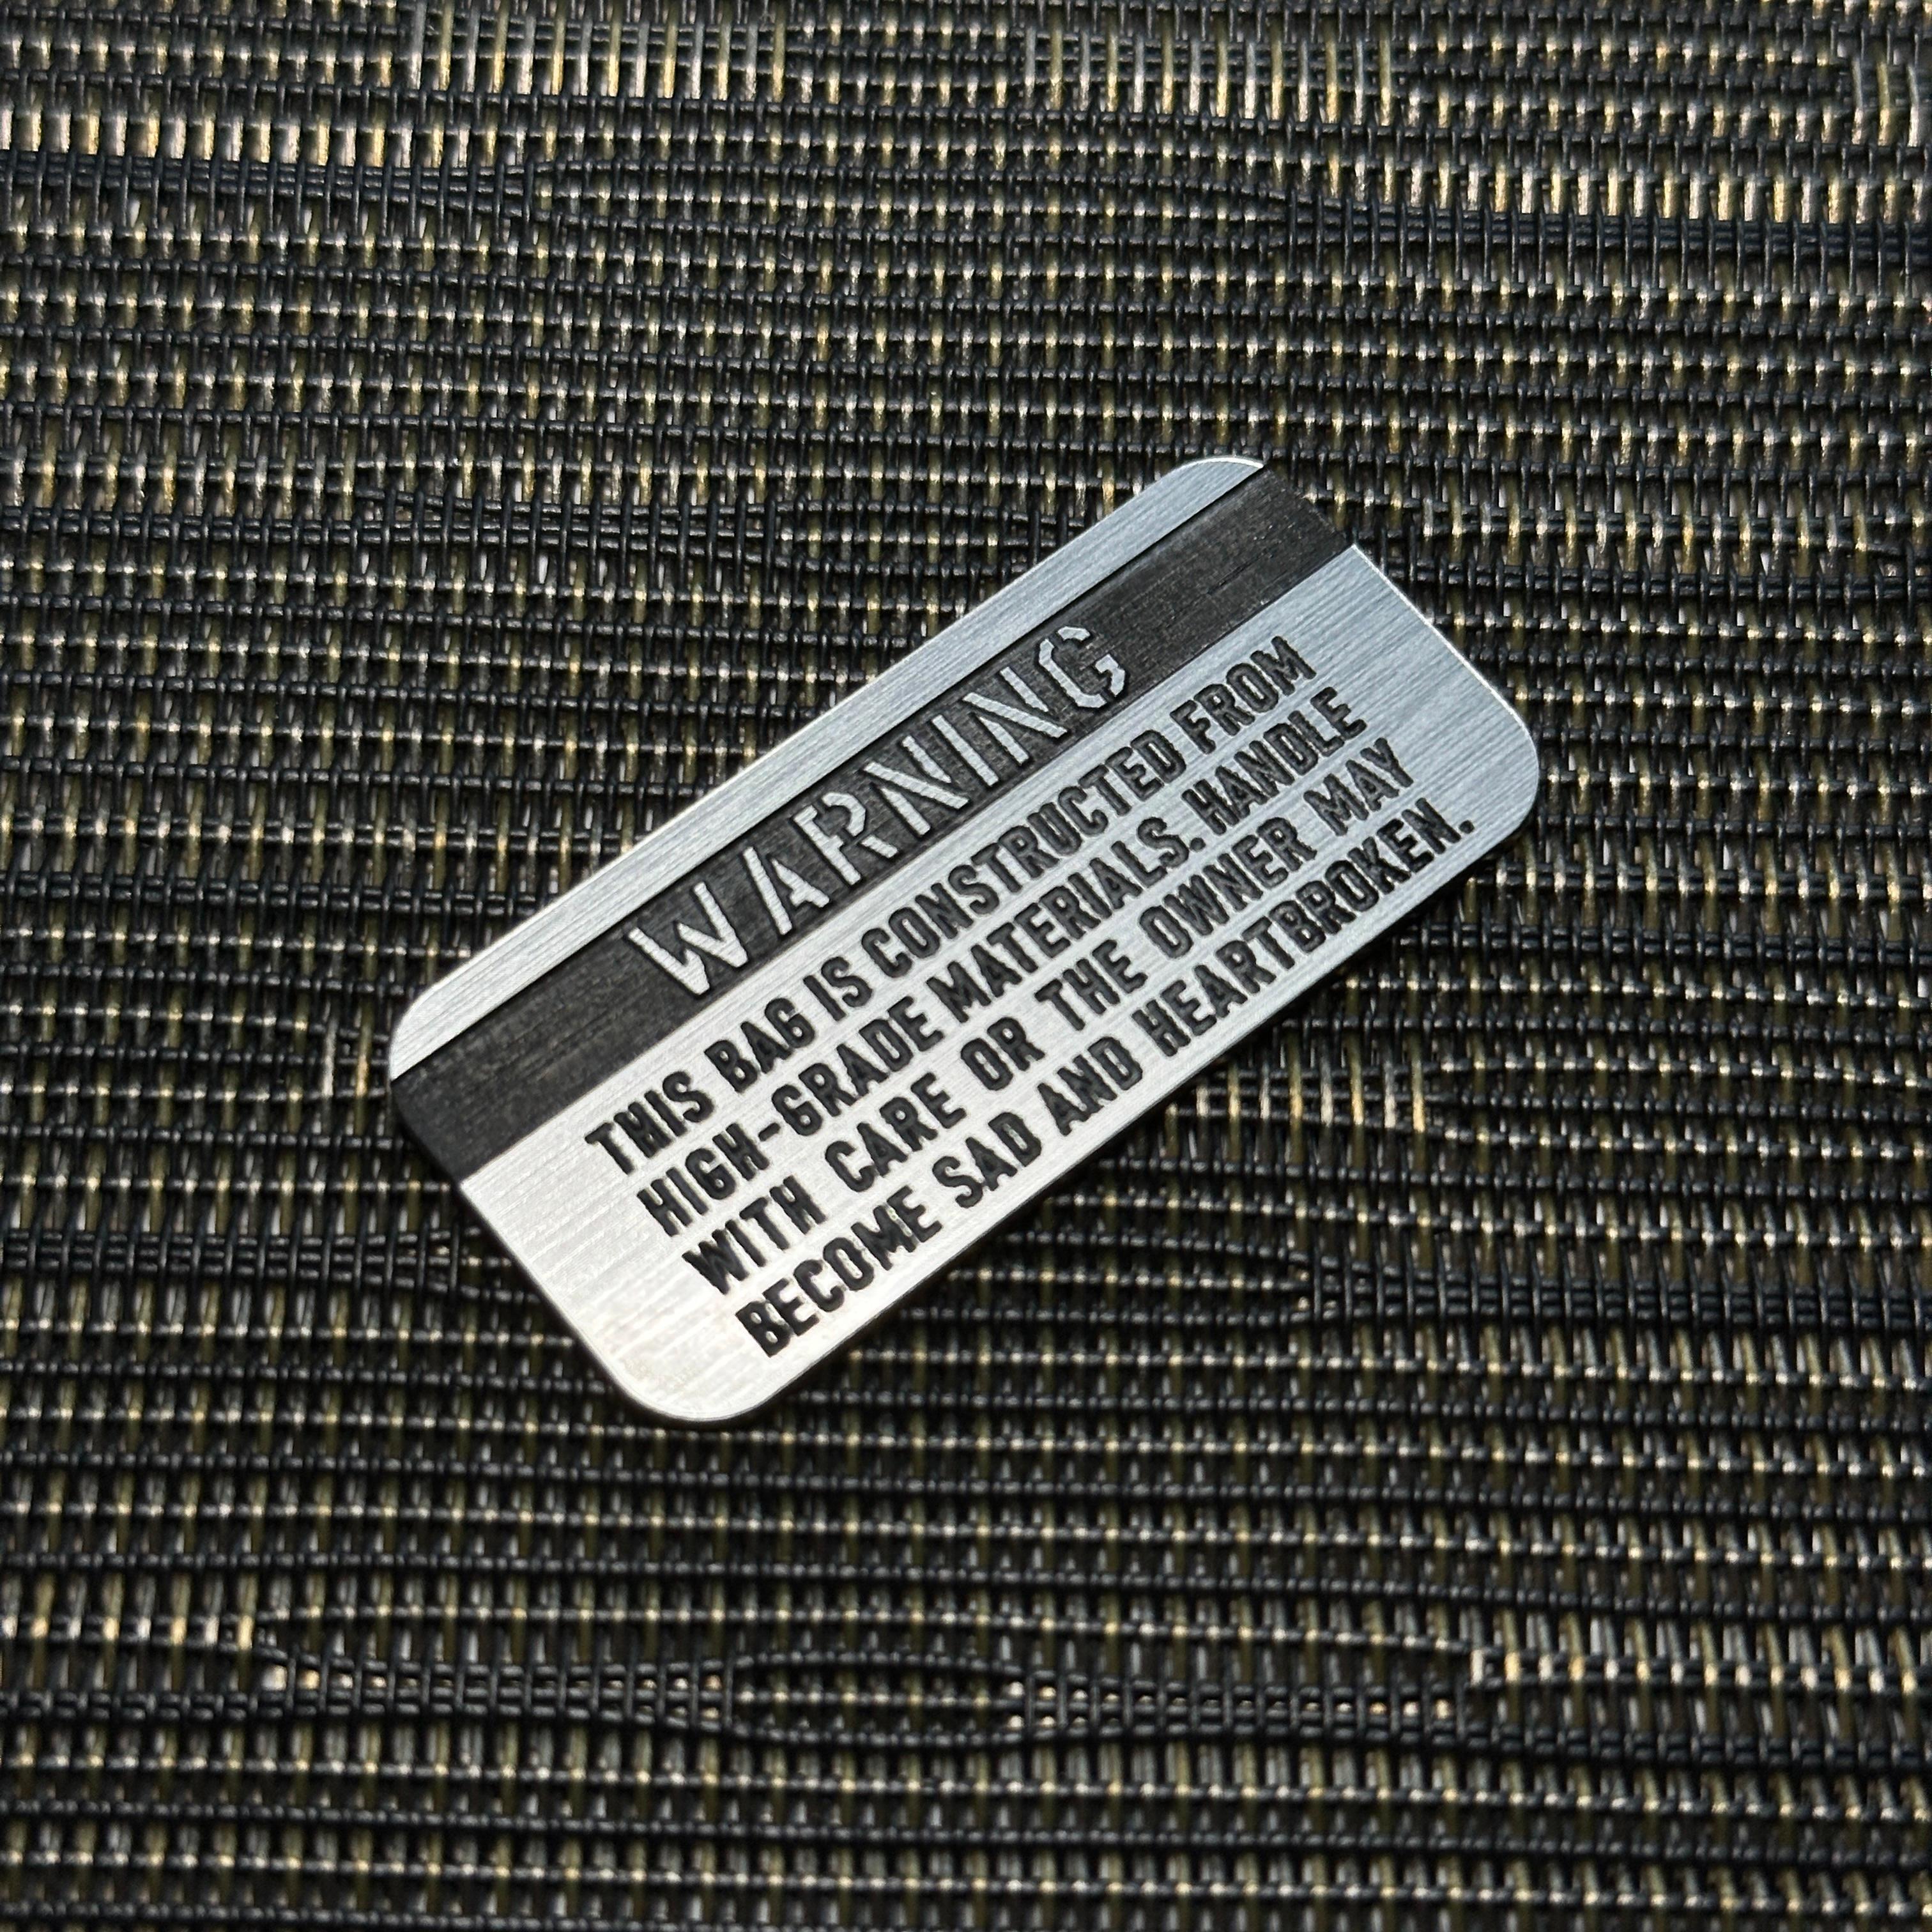 WARNING
THIS BAG IS CONSTRUCTED FROM
HIGH-GRADE MATERIALS. HANDLE
WITH CARE OR THE OWNER MAY
BECOME SAD AND HEARTBROKEN.